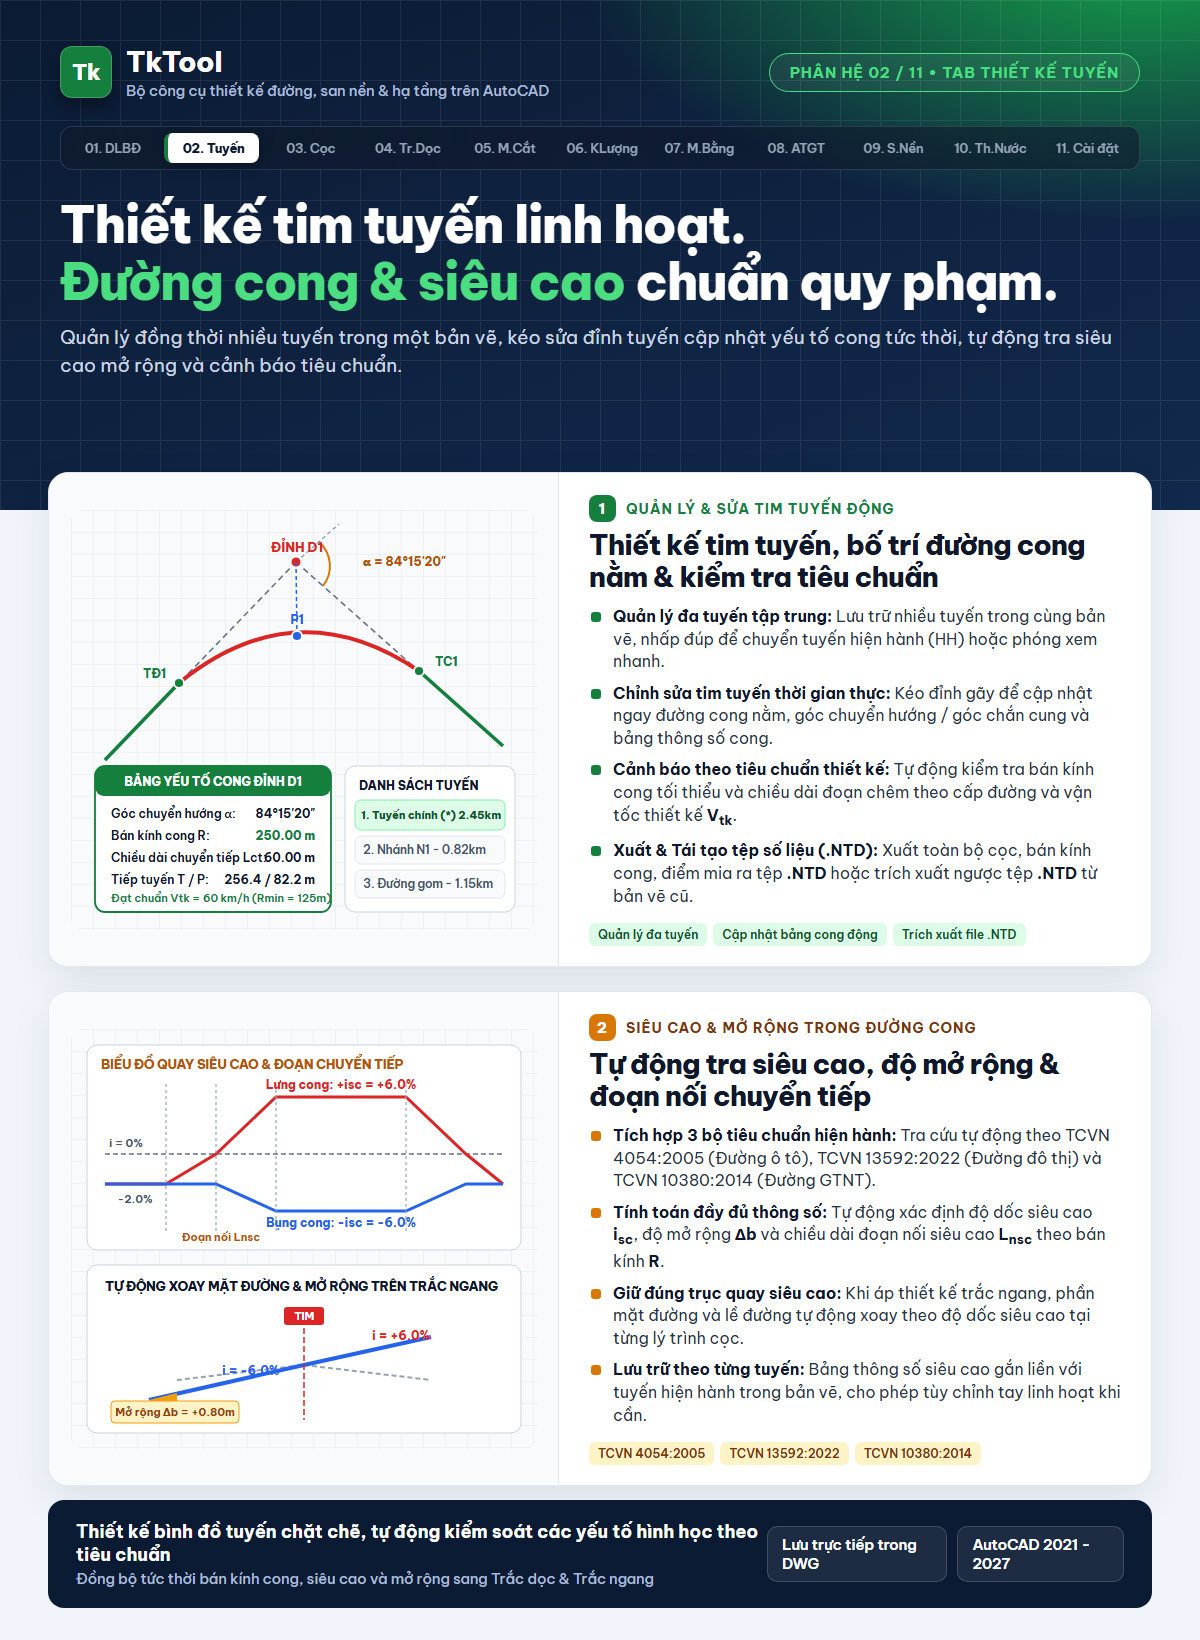 Tk
TkTool
Bộ công cụ thiết kế đường, san nền & hạ tầng trên AutoCAD
PHÂN HỆ 02 / 11 • TAB THIẾT KẾ TUYẾN
01. DLBĐ
02. Tuyến
03. Cọc
04. Tr.Dọc
05. M.Cắt
06. KLượng
07. M.Bằng
08. ATGT
09. S.Nền
10. Th.Nước
11. Cài đặt
Thiết kế tim tuyến linh hoạt.
Đường cong & siêu cao chuẩn quy phạm.
Quản lý đồng thời nhiều tuyến trong một bản vẽ, kéo sửa đỉnh tuyến cập nhật yếu tố cong tức thời, tự động tra siêu
cao mở rộng và cảnh báo tiêu chuẩn.
ĐỈNH D1
α = 84°15'20"
P1
TĐ1
TC1
BẢNG YẾU TỐ CONG ĐỈNH D1
Góc chuyển hướng α: 84°15'20"
Bán kính cong R: 250.00 m
Chiều dài chuyển tiếp Lct: 60.00 m
Tiếp tuyến T / P: 256.4 / 82.2 m
Đạt chuẩn Vtk = 60 km/h (Rmin = 125m)
DANH SÁCH TUYẾN
1. Tuyến chính (*) 2.45km
2. Nhánh N1 - 0.82km
3. Đường gom - 1.15km
1 QUẢN LÝ & SỬA TIM TUYẾN ĐỘNG
Thiết kế tim tuyến, bố trí đường cong
nằm & kiểm tra tiêu chuẩn
Quản lý đa tuyến tập trung: Lưu trữ nhiều tuyến trong cùng bản
vẽ, nhấp đúp để chuyển tuyến hiện hành (HH) hoặc phóng xem
nhanh.
Chỉnh sửa tim tuyến thời gian thực: Kéo đỉnh gãy để cập nhật
ngay đường cong nằm, góc chuyển hướng / góc chắn cung và
bảng thông số cong.
Cảnh báo theo tiêu chuẩn thiết kế: Tự động kiểm tra bán kính
cong tối thiểu và chiều dài đoạn chêm theo cấp đường và vận
tốc thiết kế Vtk.
Xuất & Tái tạo tệp số liệu (.NTD): Xuất toàn bộ cọc, bán kính
cong, điểm mia ra tệp .NTD hoặc trích xuất ngược tệp .NTD từ
bản vẽ cũ.
Quản lý đa tuyến
Cập nhật bảng cong động
Trích xuất file .NTD
BIỂU ĐỒ QUAY SIÊU CAO & ĐOẠN CHUYỂN TIẾP
Lưng cong: +isc = +6.0%
i = 0%
-2.0%
Bụng cong: -isc = -6.0%
Đoạn nối Lnsc
TỰ ĐỘNG XOAY MẶT ĐƯỜNG & MỞ RỘNG TRÊN TRẮC NGANG
TIM
i = +6.0%
i = -6.0%
Mở rộng Δb = +0.80m
2 SIÊU CAO & MỞ RỘNG TRONG ĐƯỜNG CONG
Tự động tra siêu cao, độ mở rộng &
đoạn nối chuyển tiếp
Tích hợp 3 bộ tiêu chuẩn hiện hành: Tra cứu tự động theo TCVN
4054:2005 (Đường ô tô), TCVN 13592:2022 (Đường đô thị) và
TCVN 10380:2014 (Đường GTNT).
Tính toán đầy đủ thông số: Tự động xác định độ dốc siêu cao
isc, độ mở rộng Δb và chiều dài đoạn nối siêu cao Lnsc theo bán
kính R.
Giữ đúng trục quay siêu cao: Khi áp thiết kế trắc ngang, phần
mặt đường và lề đường tự động xoay theo độ dốc siêu cao tại
từng lý trình cọc.
Lưu trữ theo từng tuyến: Bảng thông số siêu cao gắn liền với
tuyến hiện hành trong bản vẽ, cho phép tùy chỉnh tay linh hoạt khi
cần.
TCVN 4054:2005
TCVN 13592:2022
TCVN 10380:2014
Thiết kế bình đồ tuyến chặt chẽ, tự động kiểm soát các yếu tố hình học theo
tiêu chuẩn
Đồng bộ tức thời bán kính cong, siêu cao và mở rộng sang Trắc dọc & Trắc ngang
Lưu trực tiếp trong
DWG
AutoCAD 2021 -
2027